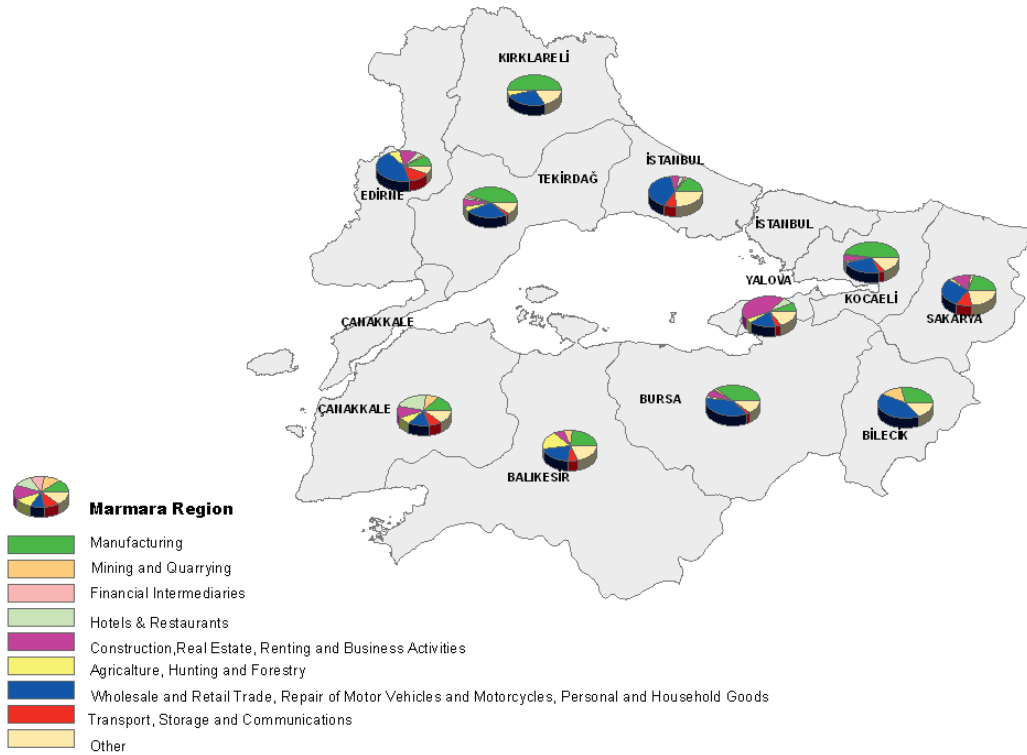 KIRKLARELİ
İSTANBUL
TEKİRDAĞ
EDİRNE
İSTANBUL
YALOVA
KOCAELİ
SAKARYA
ÇANAKKALE
ÇANAKKALE
BURSA
BİLECİK
BALIKESİR
Marmara Region
Manufacturing
Mining and Quarrying
Financial Intermediaries
Hotels & Restaurants
Construction,Real Estate, Renting and Business Activities
Agriculture, Hunting and Forestry
Wholesale and Retail Trade, Repair of Motor Vehicles and Motorcycles, Personal and Household Goods
Transport, Storage and Communications
Other